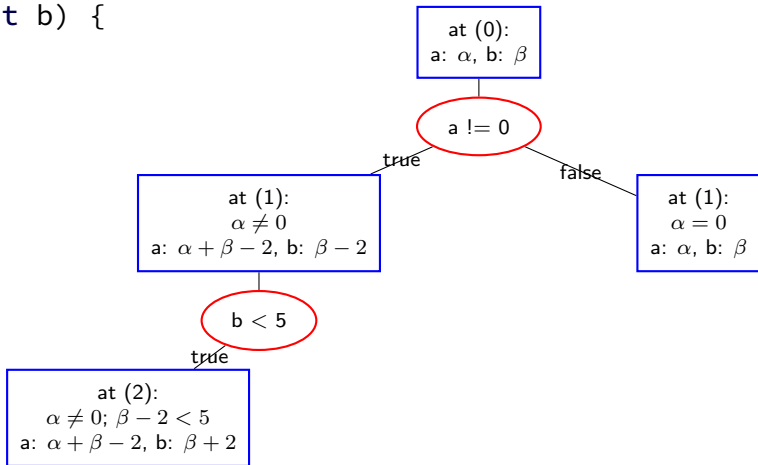 t b) {
at (0):
a: α, b: β
a != 0
true
false
at (1):
α ≠ 0
a: α + β − 2, b: β − 2
at (1):
α = 0
a: α, b: β
b < 5
true
at (2):
α ≠ 0; β − 2 < 5
a: α + β − 2, b: β + 2